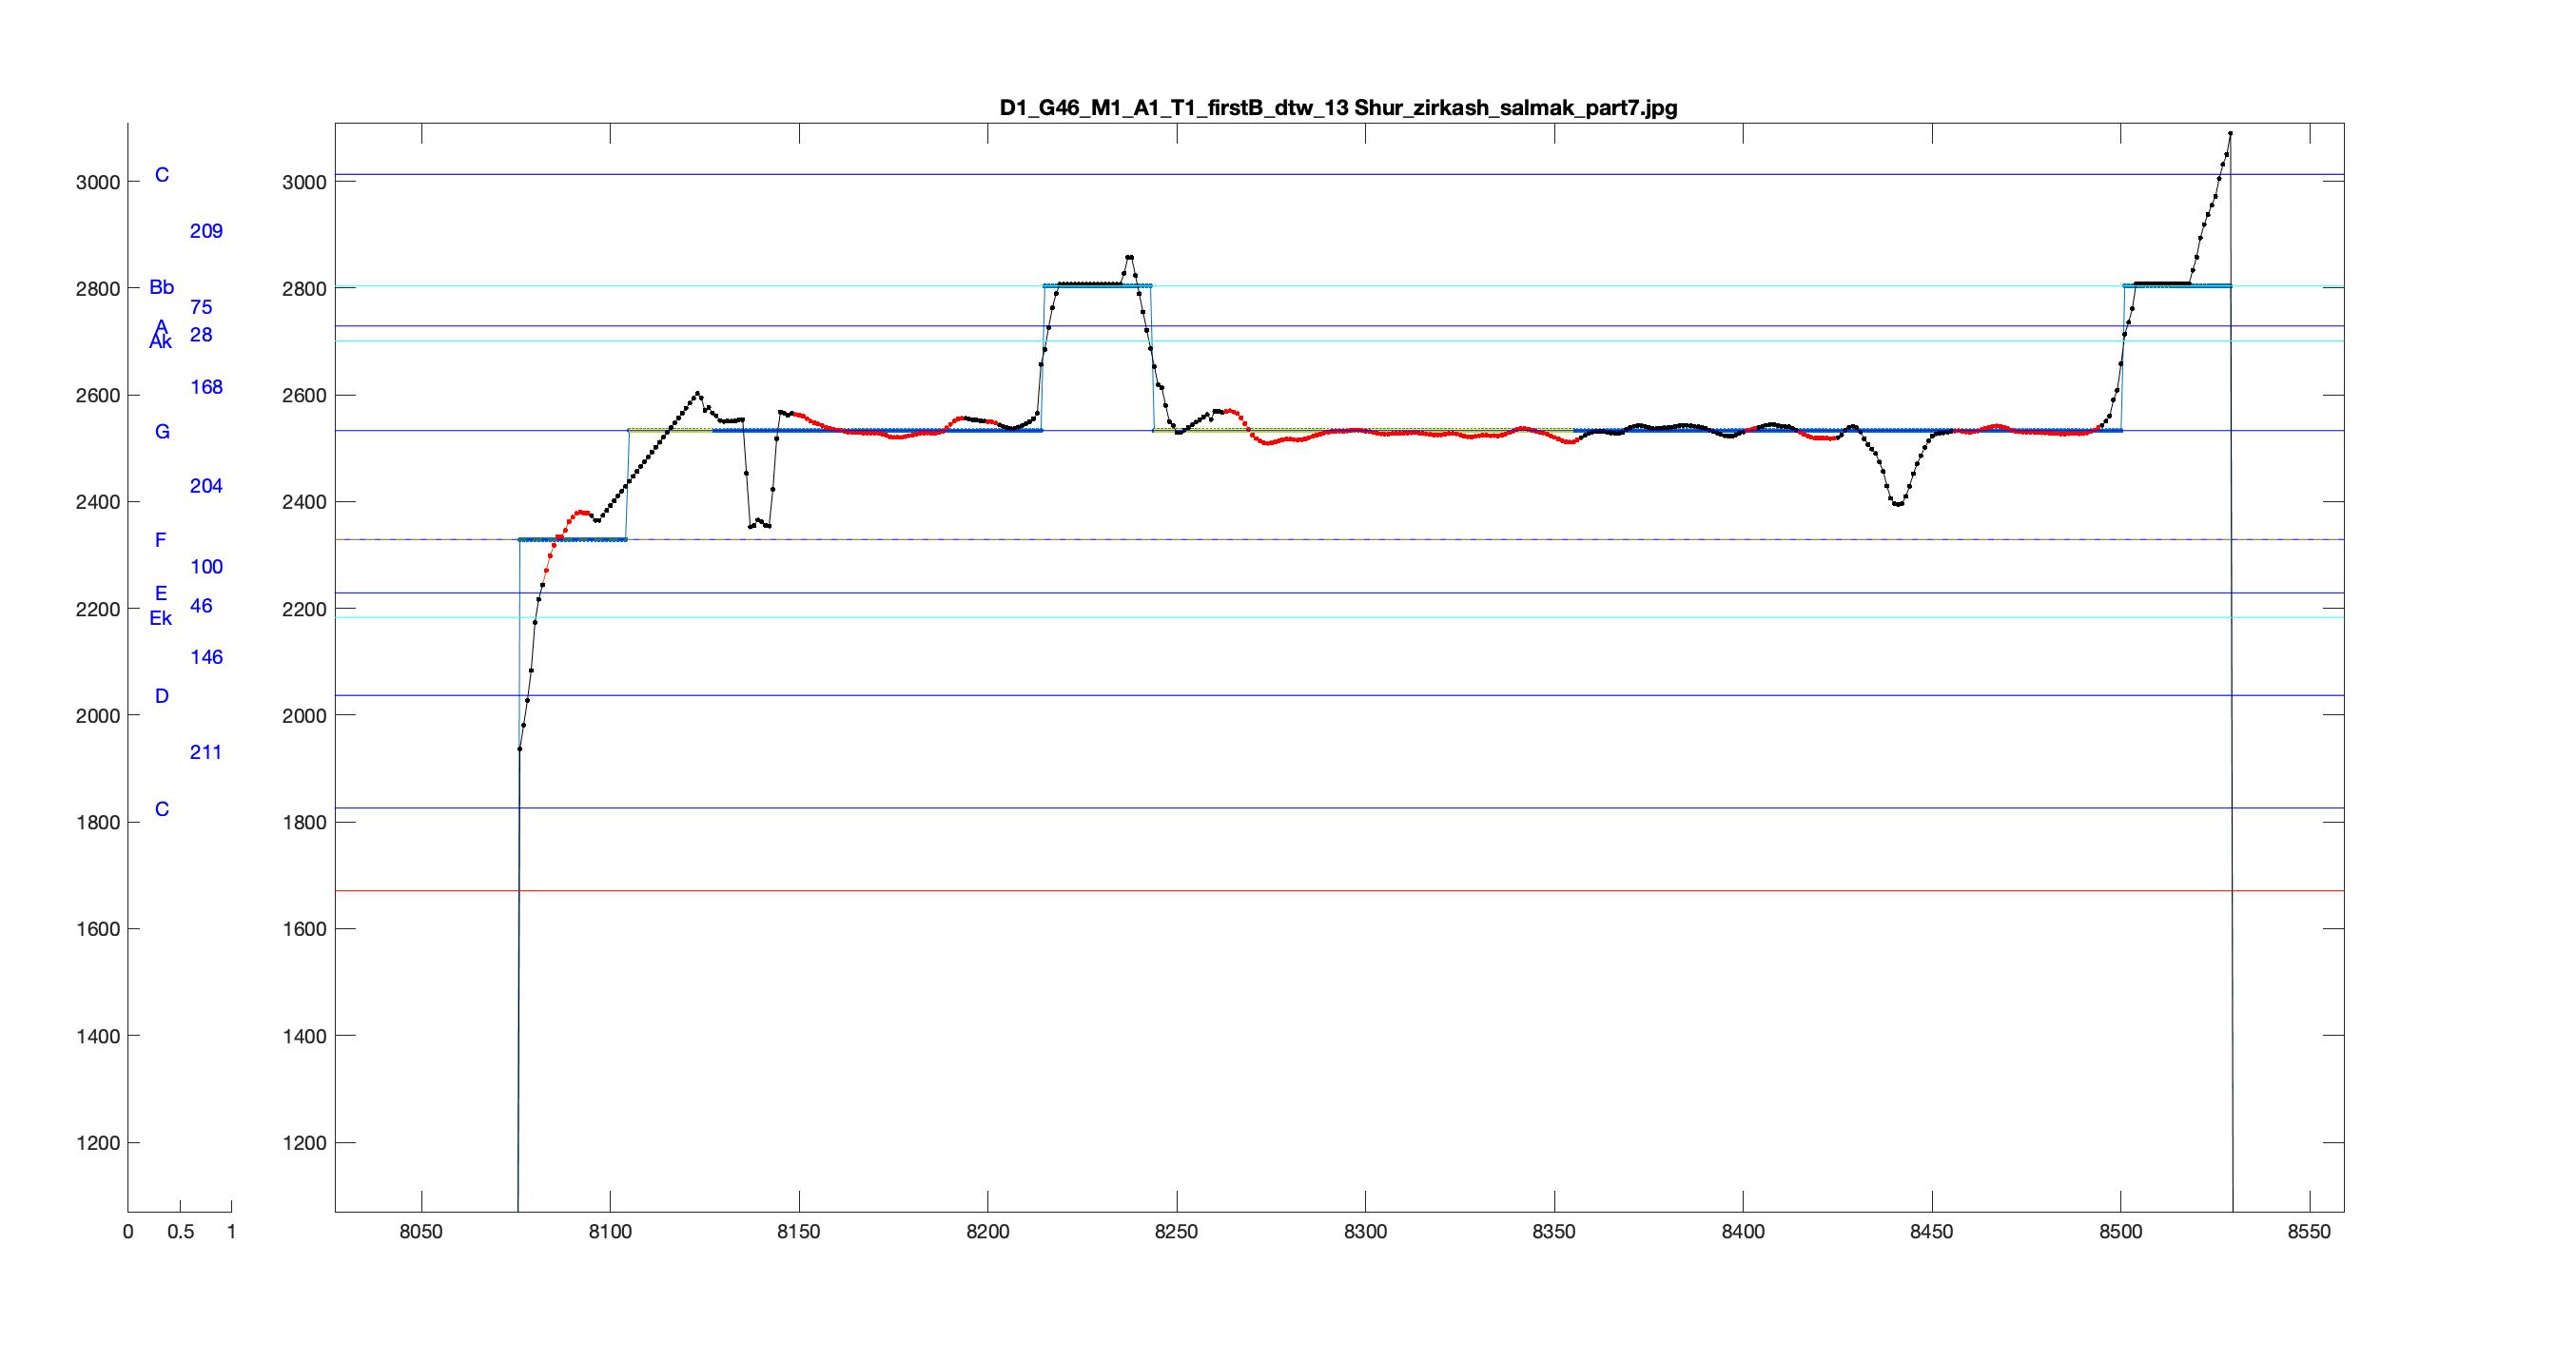 D1_G46_M1_A1_T1_firstB_dtw_13 Shur_zirkash_salmak_part7.jpg
3000 C 3000
209
2800 Bb 2800
75
A 28
Ak
168
2600 2600
G
204
2400 2400
F
100
E
2200 46 2200
Ek
146
D
2000 2000
211
C
1800 1800
1600 1600
1400 1400
1200 1200
0 0.5 1 8050 8100 8150 8200 8250 8300 8350 8400 8450 8500 8550